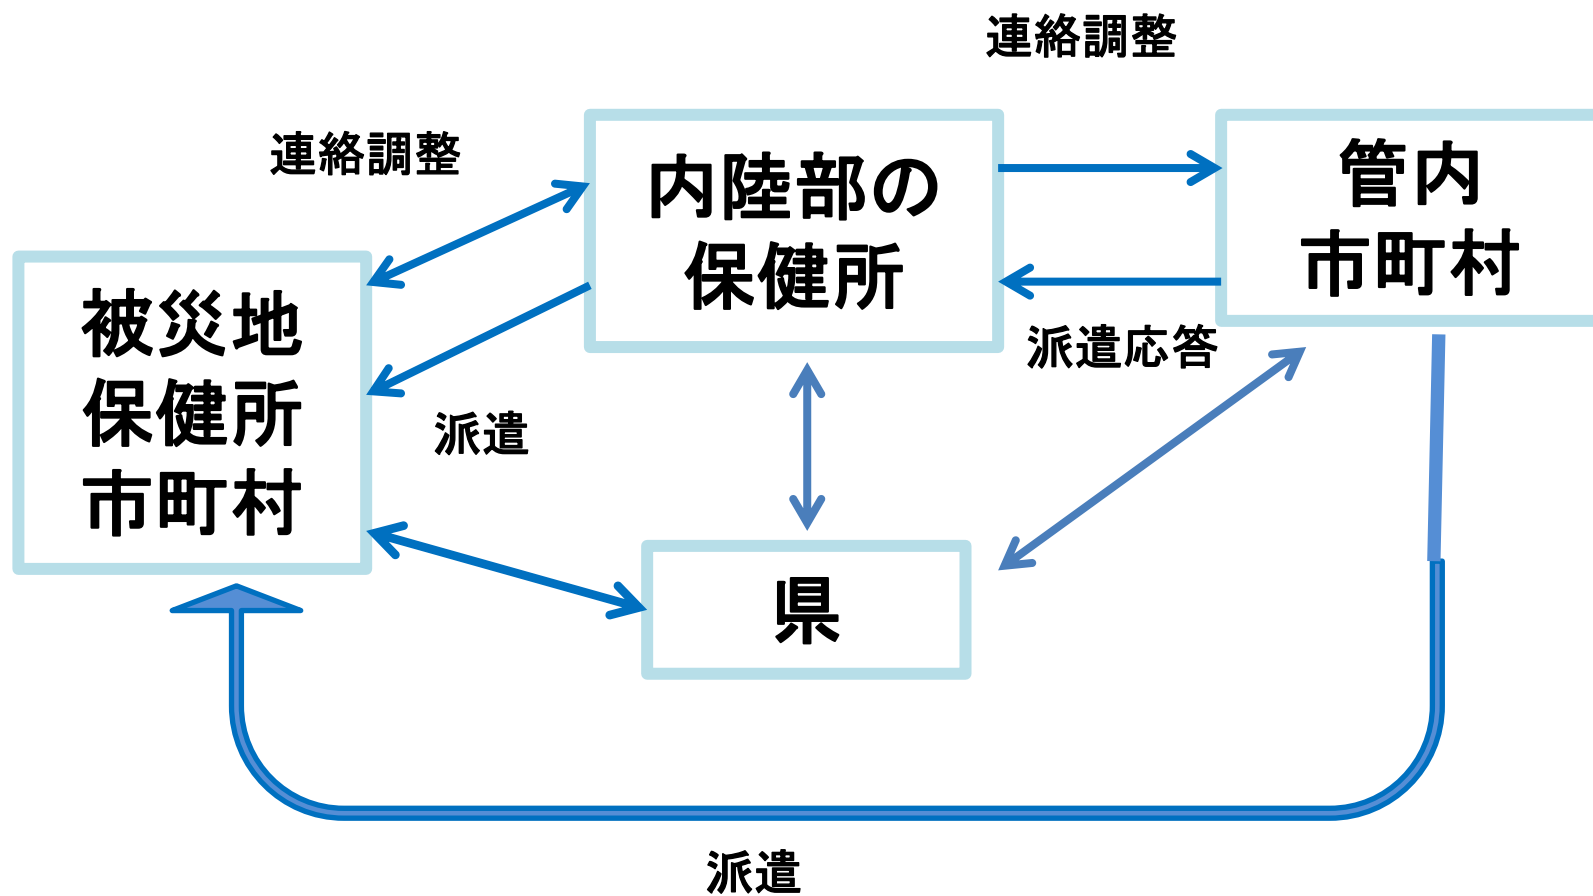 連絡調整
連絡調整
内陸部の
保健所
管内
市町村
被災地
保健所
市町村
派遣応答
派遣
県
派遣